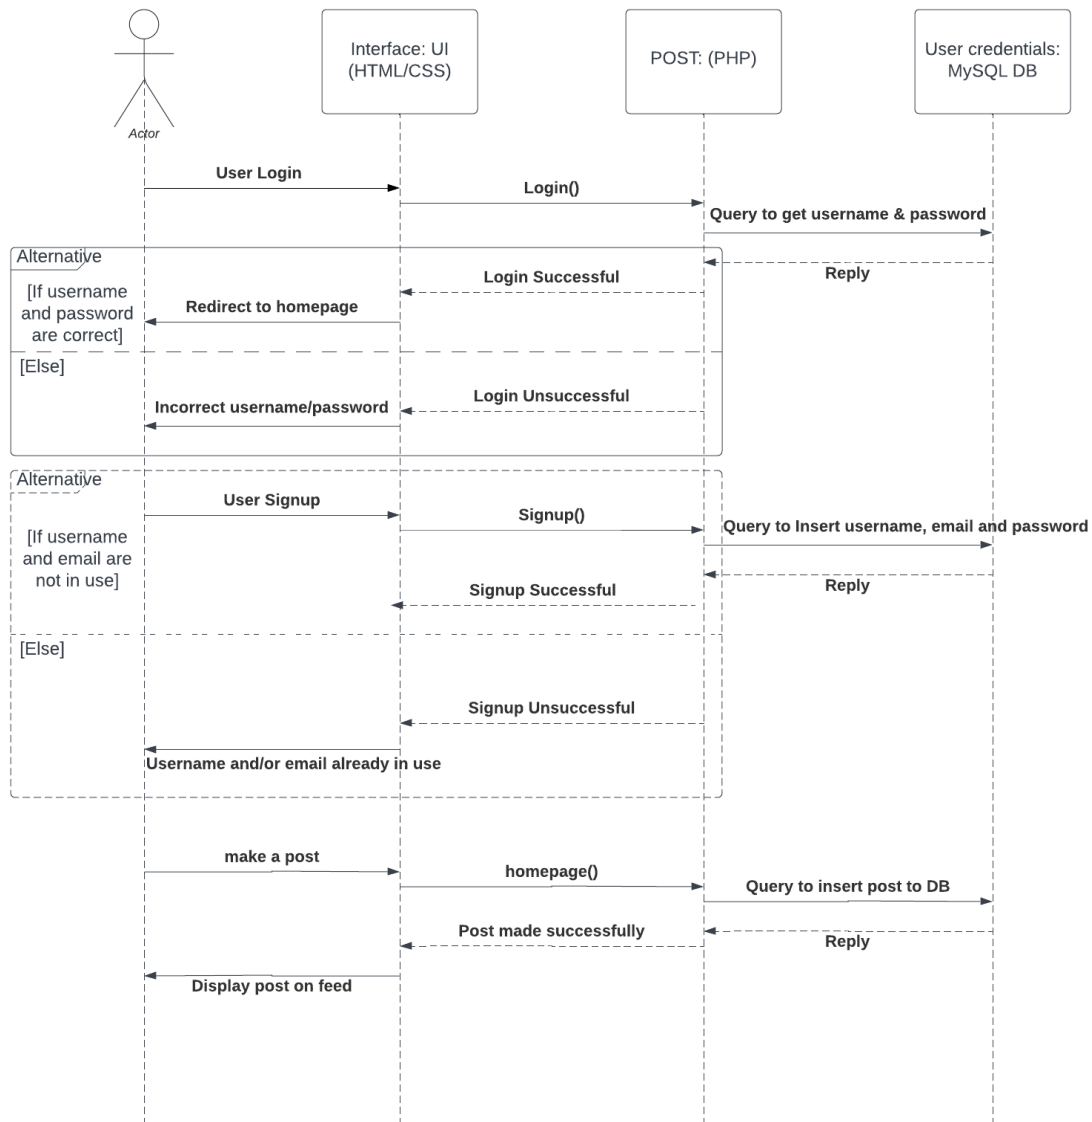 Interface: UI
(HTML/CSS)
POST: (PHP)
User credentials:
MySQL DB
Actor
User Login
Login()
Query to get username & password
Alternative
Reply
Login Successful
[If username
and password
are correct]
Redirect to homepage
[Else]
Login Unsuccessful
Incorrect username/password
Alternative
User Signup
Signup()
Query to Insert username, email and password
[If username
and email are
not in use]
Reply
Signup Successful
[Else]
Signup Unsuccessful
Username and/or email already in use
make a post
homepage()
Query to insert post to DB
Post made successfully
Reply
Display post on feed